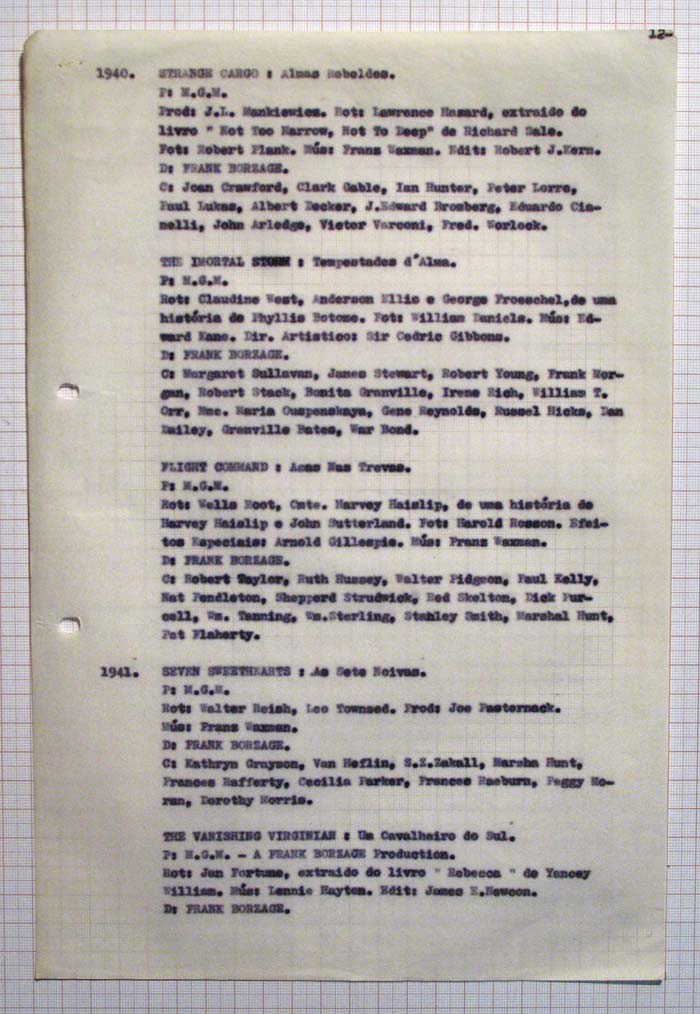 12-
1940. STRANGE CARGO : Almas Rebeldes.
P: M.G.M.
Prod: J.L. Mankiewicz. Rot: Lawrence Hazard, extraido do
livro " Not Too Narrow, Not To Deep" de Richard Sale.
Fot: Robert Plank. Mús: Franz Waxman. Edit: Robert J.Kern.
D: FRANK BORZAGE.
C: Joan Crawford, Clark Gable, Ian Hunter, Peter Lorre,
Paul Lukas, Albert Decker, J.Edward Bromberg, Eduardo Cia-
nelli, John Arledge, Victor Varconi, Fred. Worlock.
THE IMORTAL STORM : Tempestades d'Alma.
P: M.G.M.
Rot: Claudine West, Anderson Ellis e George Froeschel,de uma
história de Phyllis Botome. Fot: William Daniels. Mús: Ed-
ward Kane. Dir. Artistico: Sir Cedric Gibbons.
D: FRANK BORZAGE.
C: Margaret Sullavan, James Stewart, Robert Young, Frank Mor-
gan, Robert Stack, Bonita Granville, Irene Rich, William T.
Orr, Mme. Maria Ouspenskaya, Gene Reynolds, Russel Hicks, Dan
Dailey, Granville Bates, War Bond.
FLIGHT COMMAND : Asas Nas Trevas.
P: M.G.M.
Rot: Wells Root, Cmte. Harvey Haislip, de uma história de
Harvey Haislip e John Sutterland. Fot: Harold Rosson. Efei-
tos Especiais: Arnold Gillespie. Mús: Franz Waxman.
D: FRANK BORZAGE.
C: Robert Taylor, Ruth Hussey, Walter Pidgeon, Paul Kelly,
Nat Pendleton, Shepperd Strudwick, Red Skelton, Dick Pur-
cell, Wm. Tanning, Wm.Sterling, Stanley Smith, Marshal Hunt,
Pat Flaherty.
1941. SEVEN SWEETHEARTS : As Sete Noivas.
P: M.G.M.
Rot: Walter Reish, Leo Townsed. Prod: Joe Pasternack.
Mús: Franz Waxman.
D: FRANK BORZAGE.
C: Kathryn Grayson, Van Heflin, S.Z.Zakall, Marsha Hunt,
Frances Rafferty, Cecilia Parker, Frances Raeburn, Peggy Mo-
ran, Dorothy Morris.
THE VANISHING VIRGINIAN : Um Cavalheiro do Sul.
P: M.G.M. - A FRANK BORZAGE Production.
Rot: Jan Fortune, extraido do livro " Rebecca " de Yancey
William. Mús: Lennie Hayton. Edit: James E.Newcon.
D: FRANK BORZAGE.